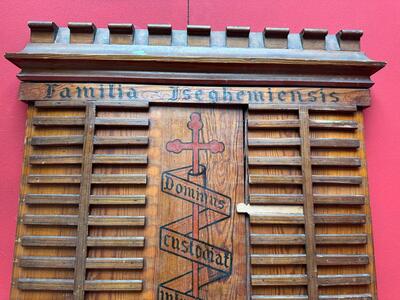 Familia Iseghemiensis
Dominus
custodiat